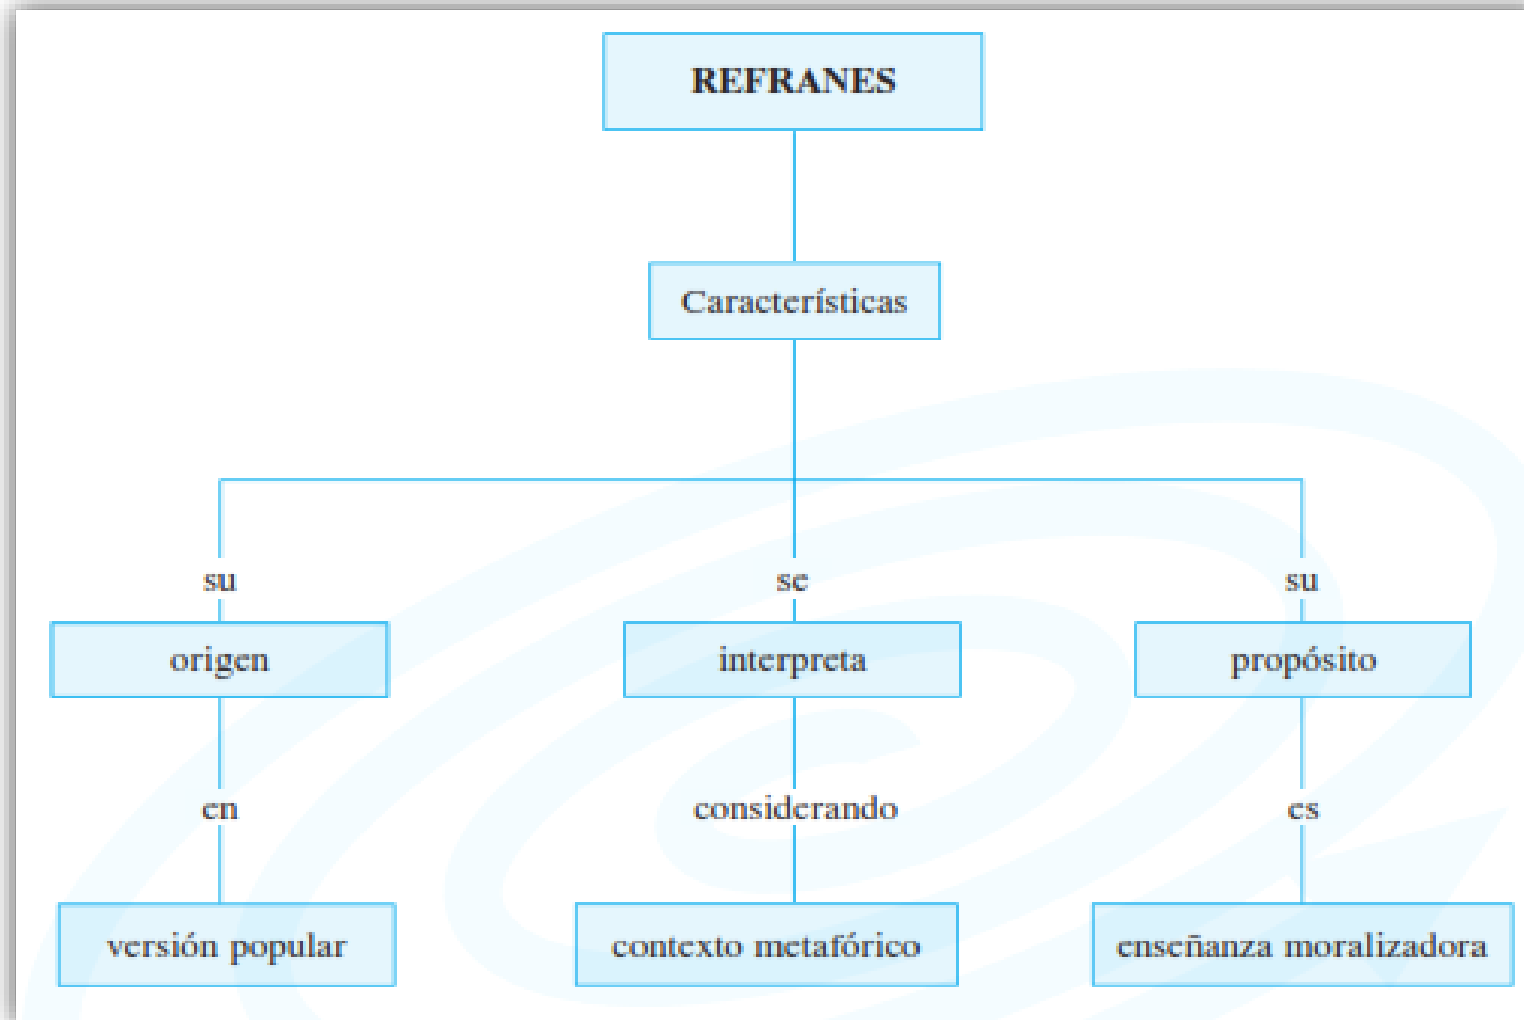 REFRANES
Características
su
se
su
origen
interpreta
propósito
en
considerando
es
versión popular
contexto metafórico
enseñanza moralizadora